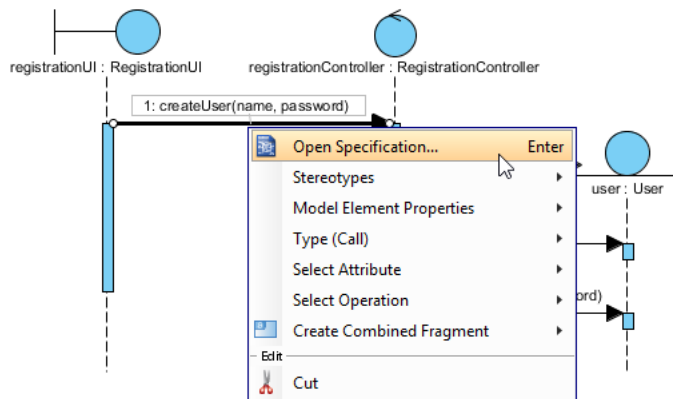 registrationUI : RegistrationUI
registrationController : RegistrationController
1: createUser(name, password)
Open Specification... Enter
Stereotypes
user : User
Model Element Properties
Type (Call)
Select Attribute
Select Operation
ord)
Create Combined Fragment
Edit
Cut